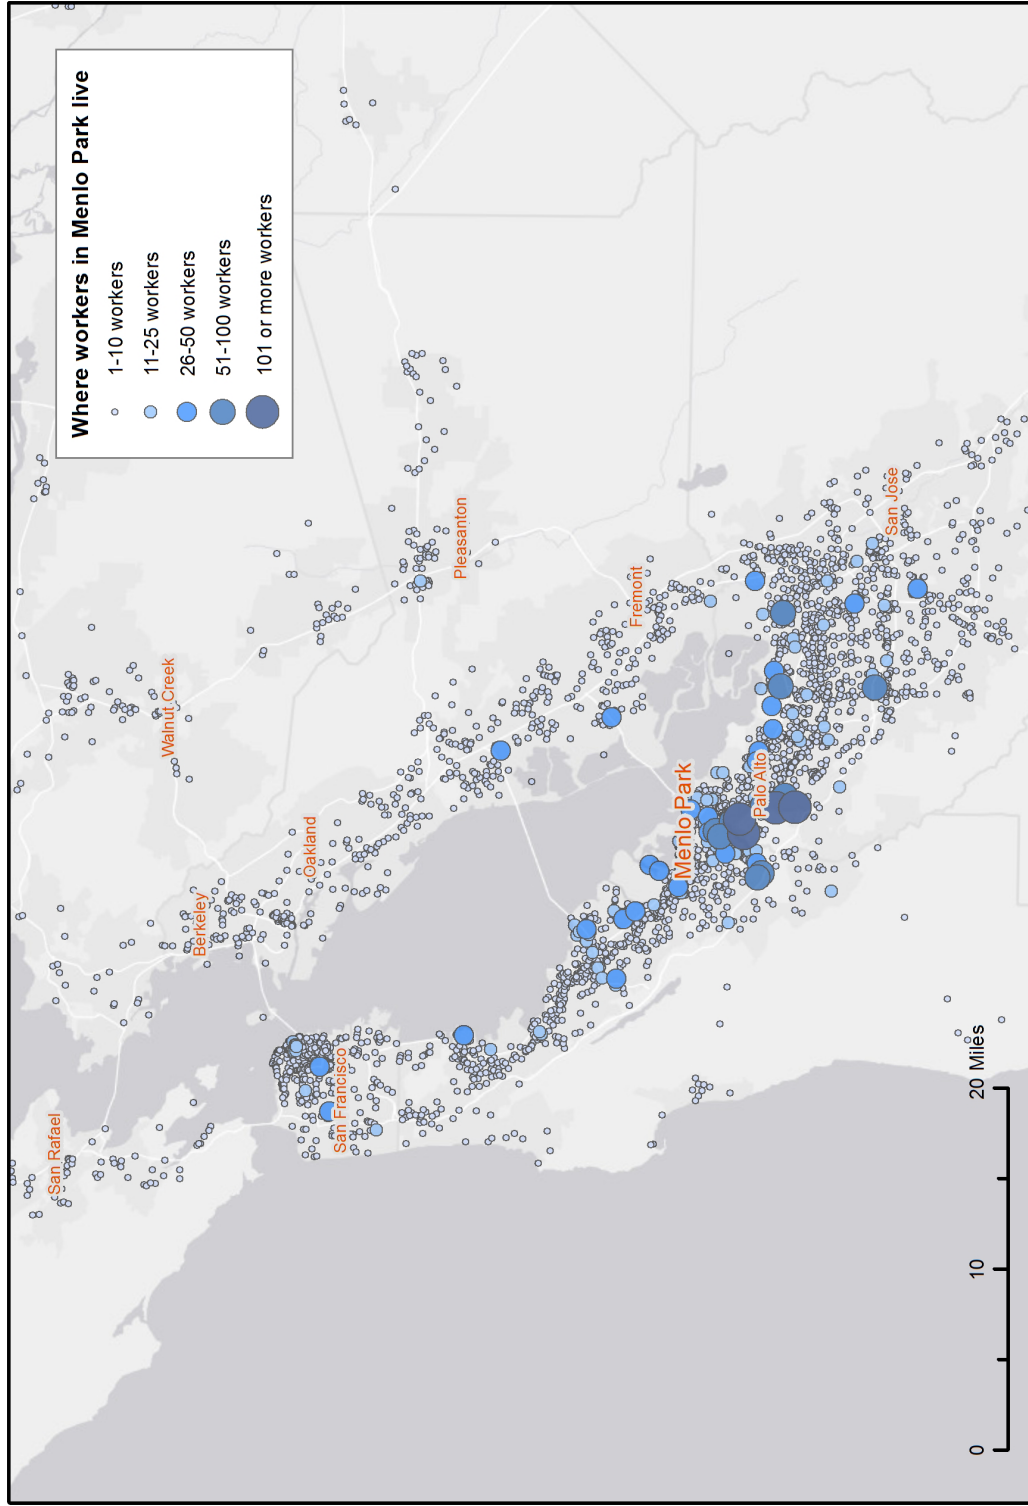 Where workers in Menlo Park live
1-10 workers
11-25 workers
26-50 workers
51-100 workers
101 or more workers
San Rafael
Berkeley
Walnut Creek
Oakland
San Francisco
Pleasanton
Fremont
Menlo Park
Palo Alto
San Jose
0
10
20 Miles